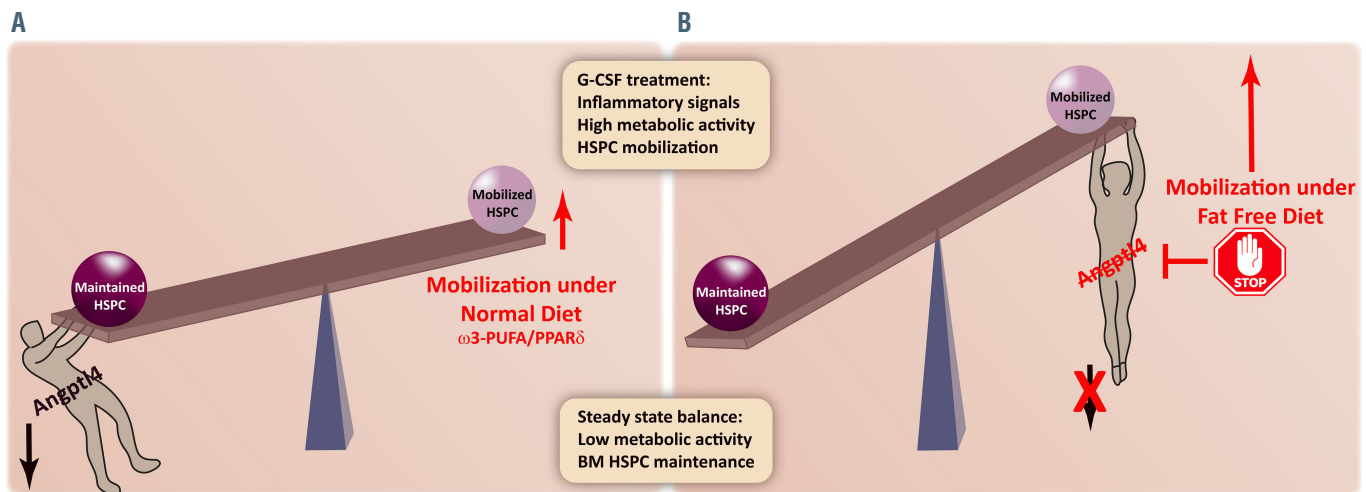 A
B
G-CSF treatment:
Inflammatory signals
High metabolic activity
HSPC mobilization
Mobilized
HSPC
Maintained
HSPC
Mobilization under
Normal Diet
ω3-PUFA/PPARδ
Angptl4
Mobilized
HSPC
Mobilization under
Fat Free Diet
Angptl4
STOP
Maintained
HSPC
Steady state balance:
Low metabolic activity
BM HSPC maintenance